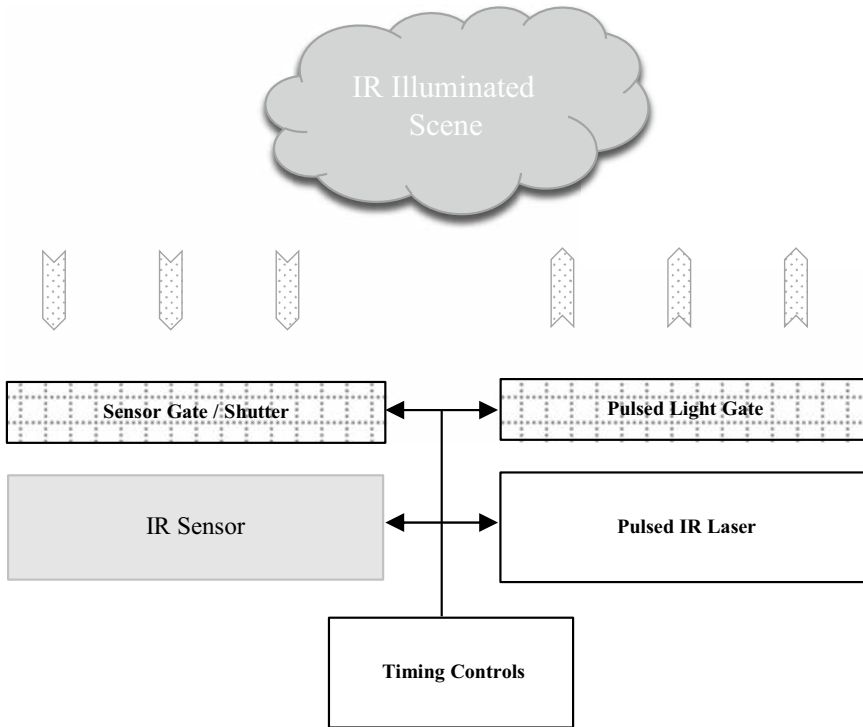 IR Illuminated
Scene
Sensor Gate / Shutter
Pulsed Light Gate
IR Sensor
Pulsed IR Laser
Timing Controls